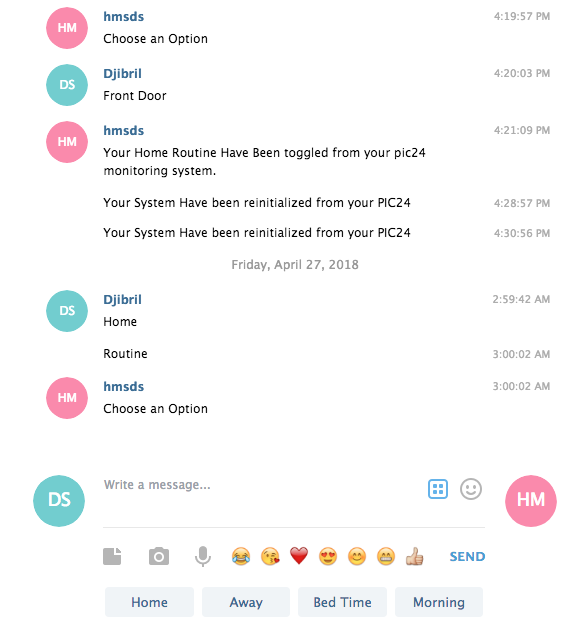 HM
hmsds 4:19:57 PM
Choose an Option
DS
Djibril 4:20:03 PM
Front Door
HM
hmsds 4:21:09 PM
Your Home Routine Have Been toggled from your pic24
monitoring system.
Your System Have been reinitialized from your PIC24 4:28:57 PM
Your System Have been reinitialized from your PIC24 4:30:56 PM
Friday, April 27, 2018
DS
Djibril 2:59:42 AM
Home
Routine 3:00:02 AM
HM
hmsds 3:00:02 AM
Choose an Option
DS
Write a message...
HM
SEND
Home Away Bed Time Morning